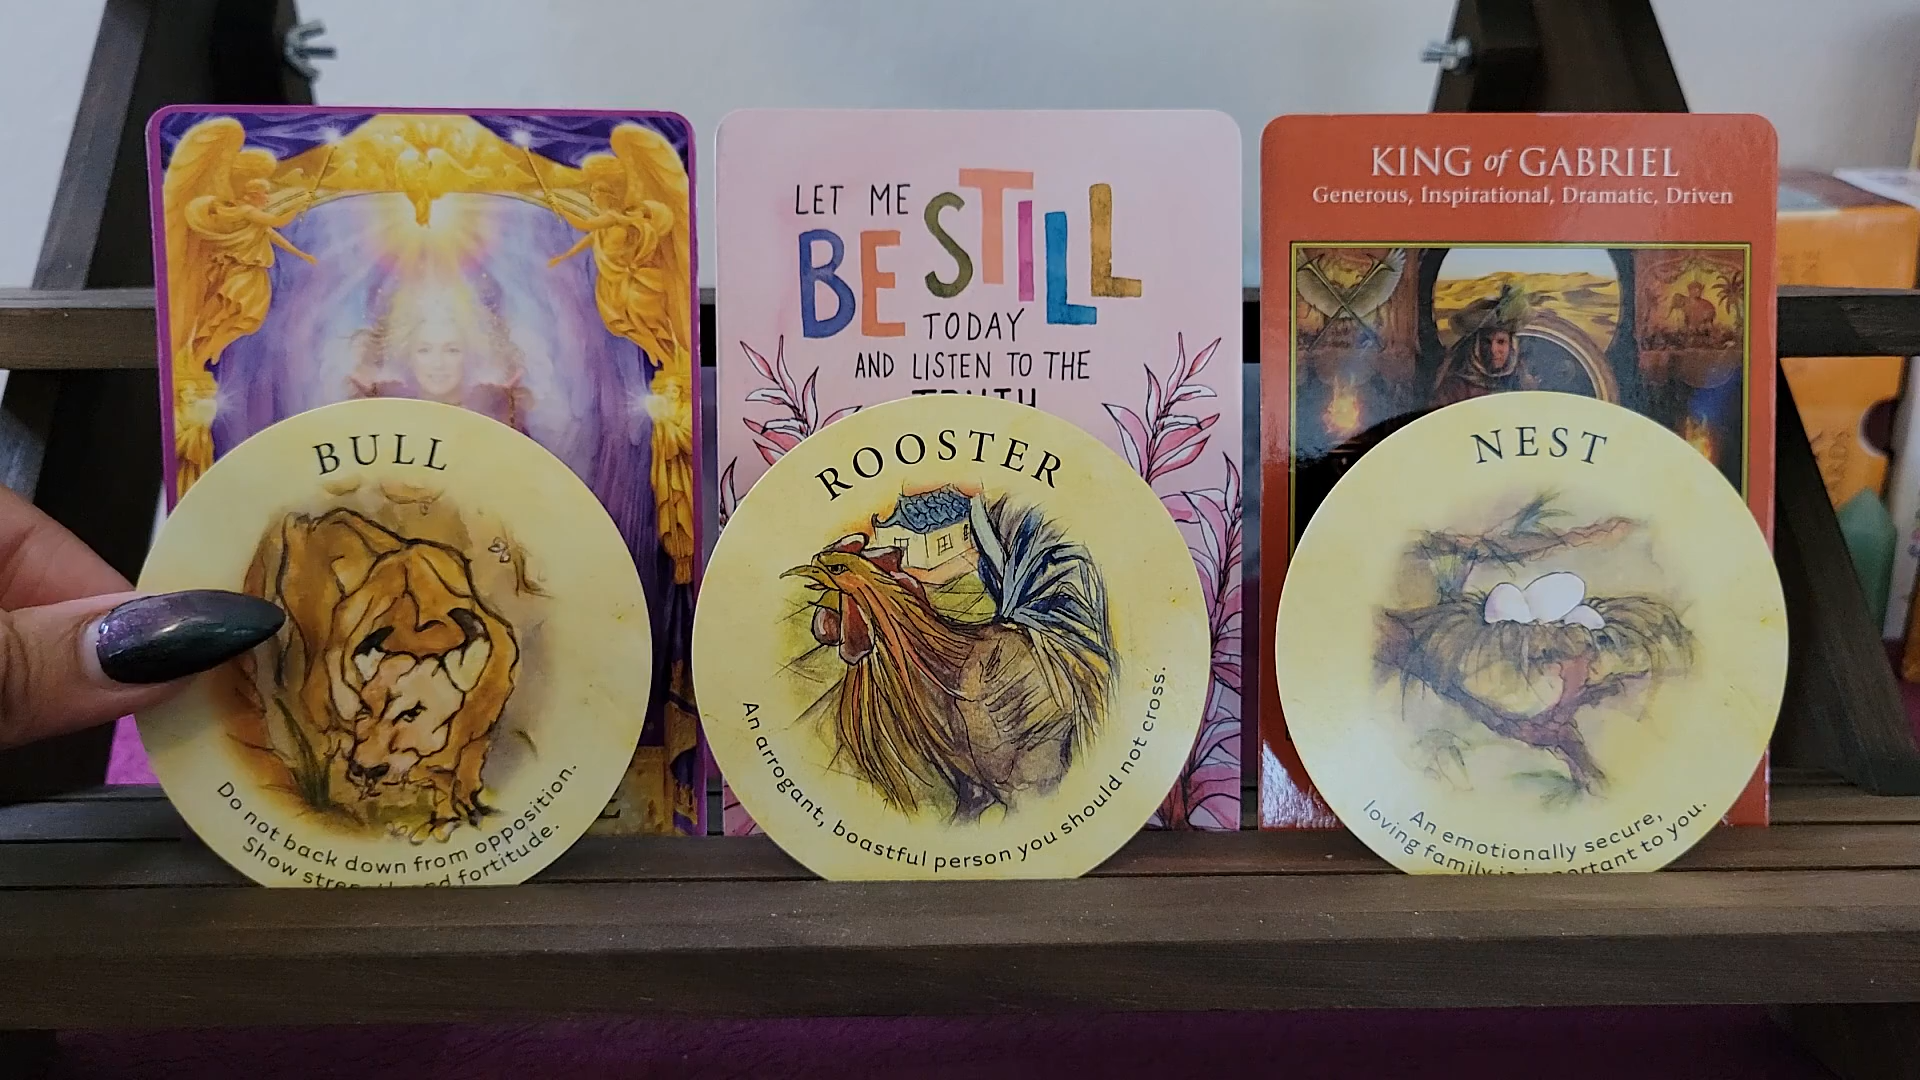 BULL
Do not back down from opposition.
Show strength and fortitude.
LET ME
BE STILL
TODAY
AND LISTEN TO THE
TRUTH
ROOSTER
An arrogant, boastful person you should not cross.
KING of GABRIEL
Generous, Inspirational, Dramatic, Driven
NEST
An emotionally secure,
loving family is important to you.